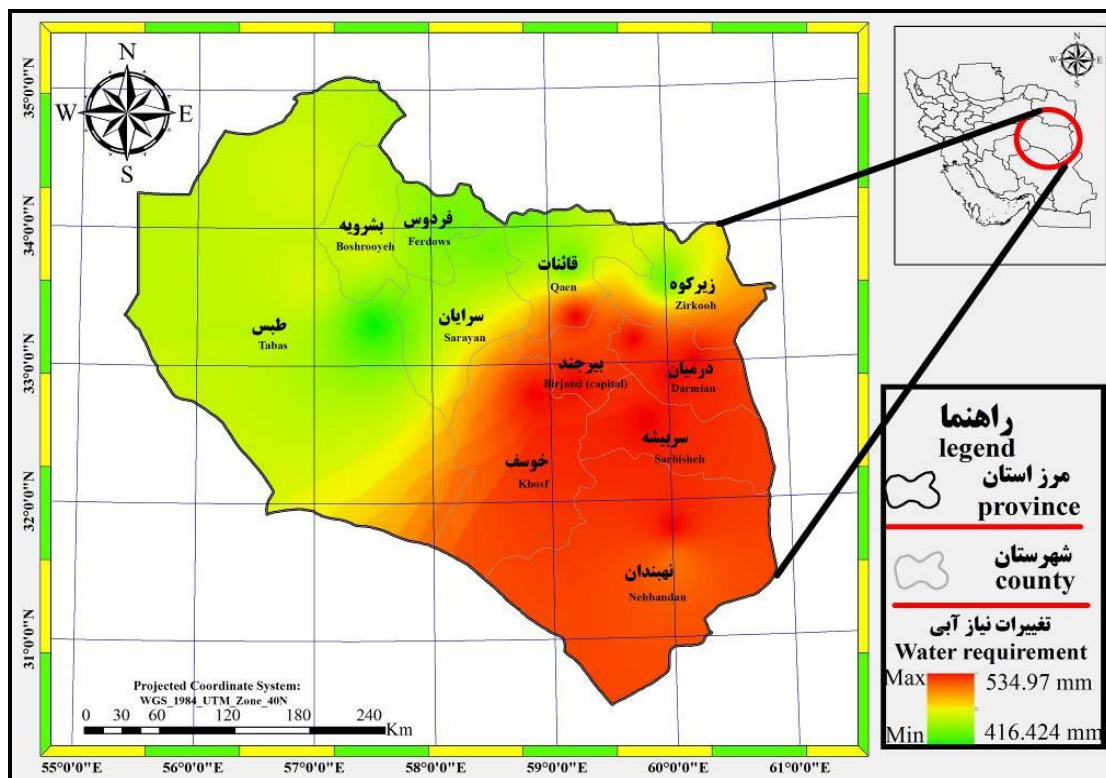 N
W
E
S
N
W
E
S
35°0'0"N
34°0'0"N
33°0'0"N
32°0'0"N
31°0'0"N
بشرویه
Boshrooyeh
فردوس
Ferdows
قائنات
Qaen
زیرکوه
Zirkooh
طبس
Tabas
سرایان
Sarayan
بیرجند
Birjand (capital)
درمیان
Darmian
سربیشه
Sarbisheh
خوسف
Khosf
نهبندان
Nehbandan
راهنما
legend
مرز استان
province
شهرستان
county
تغییرات نیاز آبی
Water requirement
Max
534.97 mm
Min
416.424 mm
Projected Coordinate System:
WGS_1984_UTM_Zone_40N
0 30 60 120 180 240
Km
55°0'0"E 56°0'0"E 57°0'0"E 58°0'0"E 59°0'0"E 60°0'0"E 61°0'0"E